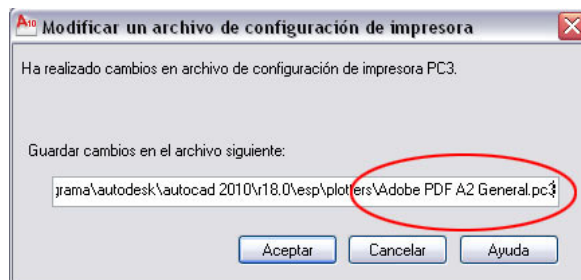 A10 Modificar un archivo de configuración de impresora
Ha realizado cambios en archivo de configuración de impresora PC3.
Guardar cambios en el archivo siguiente:
grama\autodesk\autocad 2010\r18.0\esp\plotters\Adobe PDF A2 General.pc3
Aceptar Cancelar Ayuda